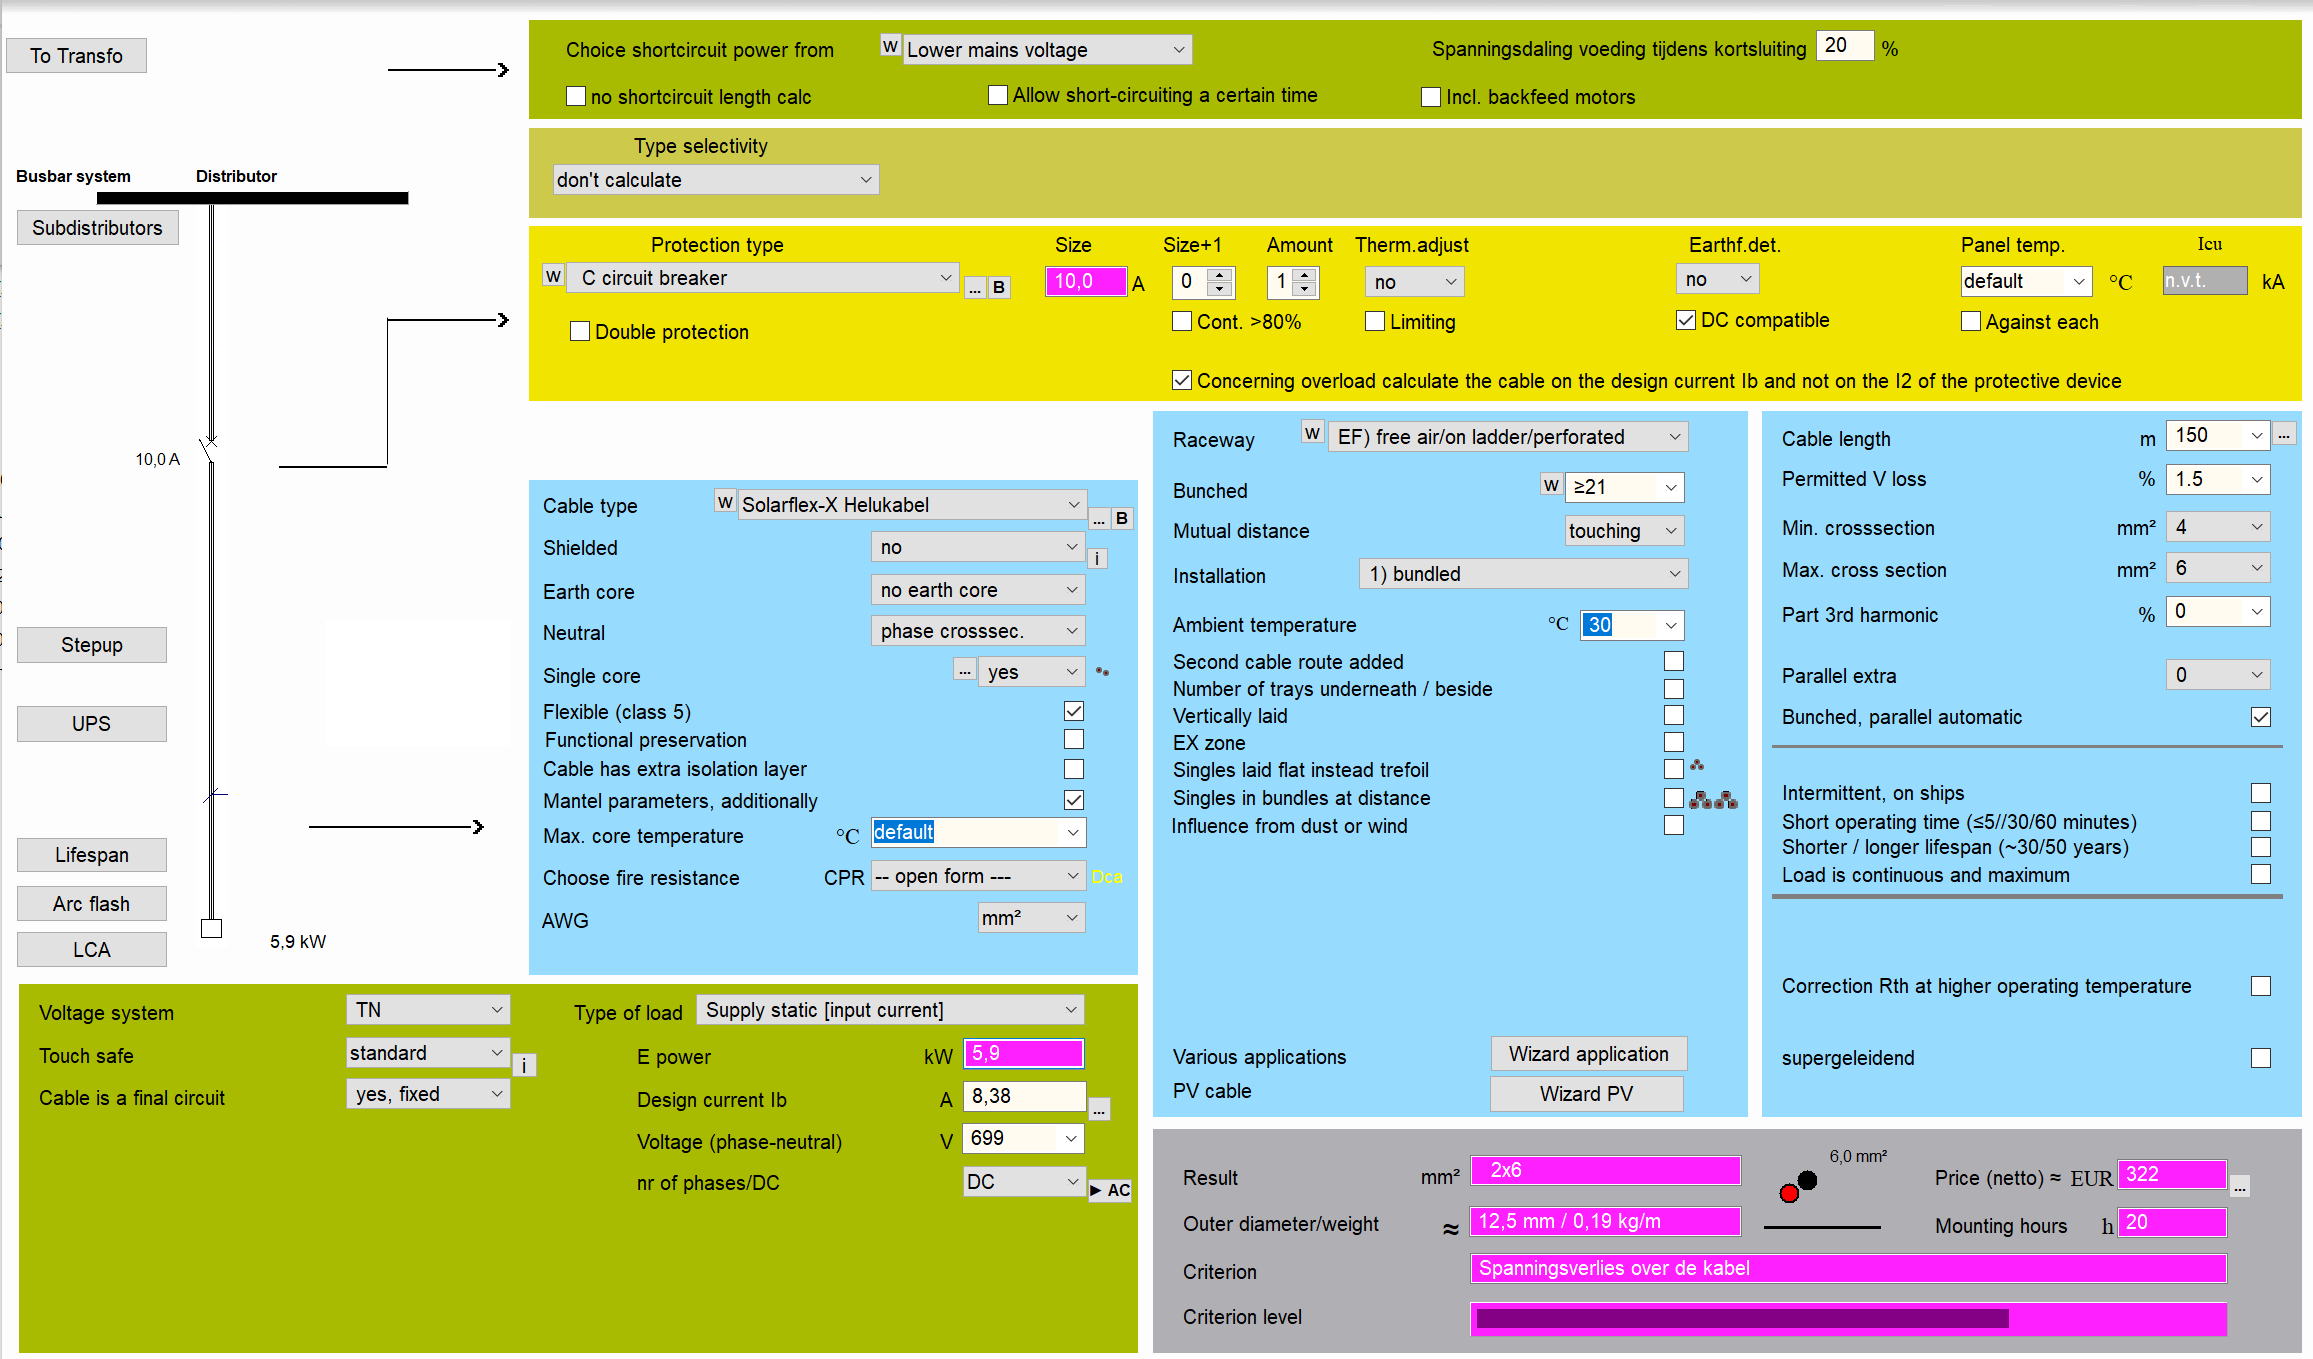 To Transfo
Choice shortcircuit power from W Lower mains voltage Spanningsdaling voeding tijdens kortsluiting 20 %
no shortcircuit length calc Allow short-circuiting a certain time Incl. backfeed motors
Type selectivity
don't calculate
Busbar system Distributor
Subdistributors
Protection type Size Size+1 Amount Therm.adjust Earthf.det. Panel temp. Icu
W C circuit breaker ... B 10,0 A 0 1 no no default °C n.v.t. kA
Double protection Cont. >80% Limiting DC compatible Against each
Concerning overload calculate the cable on the design current Ib and not on the I2 of the protective device
10,0 A
Stepup
UPS
Lifespan
Arc flash
LCA
5,9 kW
Cable type W Solarflex-X Helukabel ... B
Shielded no i
Earth core no earth core
Neutral phase crosssec.
Single core ... yes
Flexible (class 5)
Functional preservation
Cable has extra isolation layer
Mantel parameters, additionally
Max. core temperature °C default
Choose fire resistance CPR -- open form --- Dca
AWG mm²
Raceway W EF) free air/on ladder/perforated
Bunched W ≥21
Mutual distance touching
Installation 1) bundled
Ambient temperature °C 30
Second cable route added
Number of trays underneath / beside
Vertically laid
EX zone
Singles laid flat instead trefoil
Singles in bundles at distance
Influence from dust or wind
Various applications Wizard application
PV cable Wizard PV
Cable length m 150 ...
Permitted V loss % 1.5
Min. crosssection mm² 4
Max. cross section mm² 6
Part 3rd harmonic % 0
Parallel extra 0
Bunched, parallel automatic
Intermittent, on ships
Short operating time (≤5//30/60 minutes)
Shorter / longer lifespan (~30/50 years)
Load is continuous and maximum
Correction Rth at higher operating temperature
supergeleidend
Voltage system TN Type of load Supply static [input current]
Touch safe standard i E power kW 5,9
Cable is a final circuit yes, fixed Design current Ib A 8,38 ...
Voltage (phase-neutral) V 699
nr of phases/DC DC ► AC
Result mm² 2x6 6,0 mm² Price (netto) ≈ EUR 322 ...
Outer diameter/weight ≈ 12,5 mm / 0,19 kg/m Mounting hours h 20
Criterion Spanningsverlies over de kabel
Criterion level